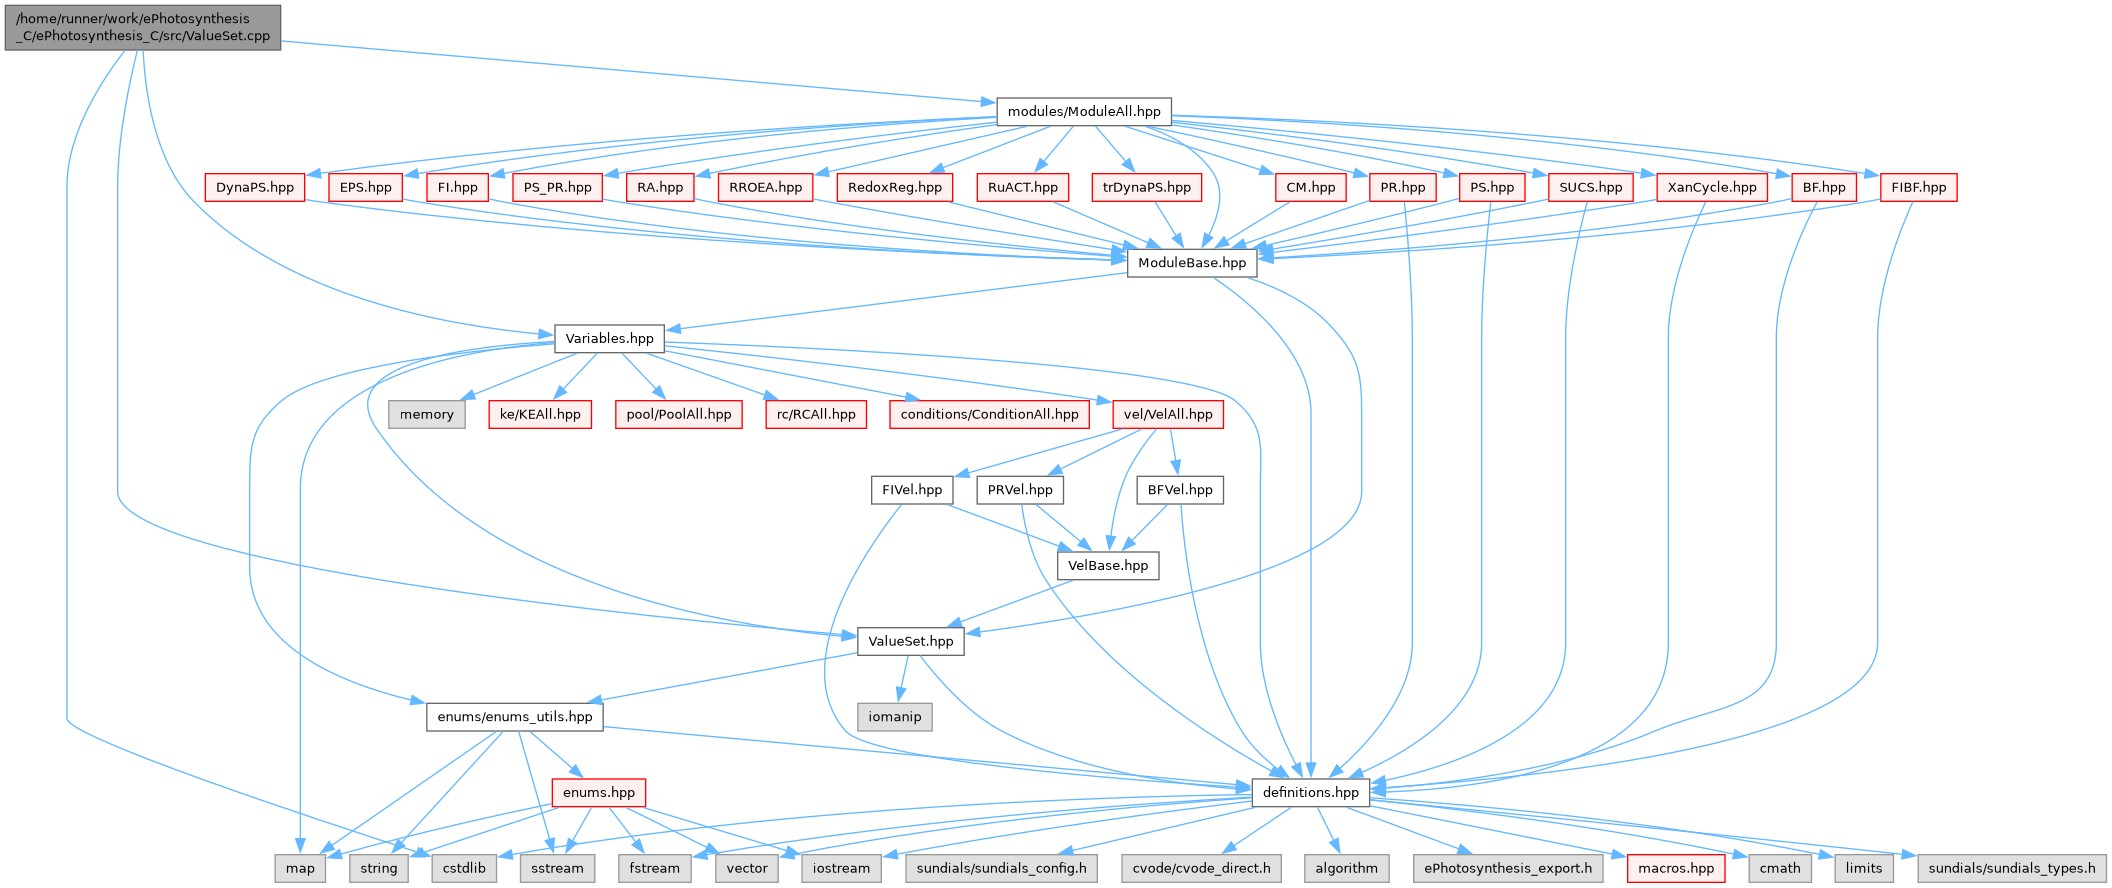 /home/runner/work/ePhotosynthesis
_C/ePhotosynthesis_C/src/ValueSet.cpp
modules/ModuleAll.hpp
DynaPS.hpp
EPS.hpp
FI.hpp
PS_PR.hpp
RA.hpp
RROEA.hpp
RedoxReg.hpp
RuACT.hpp
trDynaPS.hpp
CM.hpp
PR.hpp
PS.hpp
SUCS.hpp
XanCycle.hpp
BF.hpp
FIBF.hpp
ModuleBase.hpp
Variables.hpp
memory
ke/KEAll.hpp
pool/PoolAll.hpp
rc/RCAll.hpp
conditions/ConditionAll.hpp
vel/VelAll.hpp
FIVel.hpp
PRVel.hpp
BFVel.hpp
VelBase.hpp
ValueSet.hpp
enums/enums_utils.hpp
iomanip
enums.hpp
definitions.hpp
map
string
cstdlib
sstream
fstream
vector
iostream
sundials/sundials_config.h
cvode/cvode_direct.h
algorithm
ePhotosynthesis_export.h
macros.hpp
cmath
limits
sundials/sundials_types.h